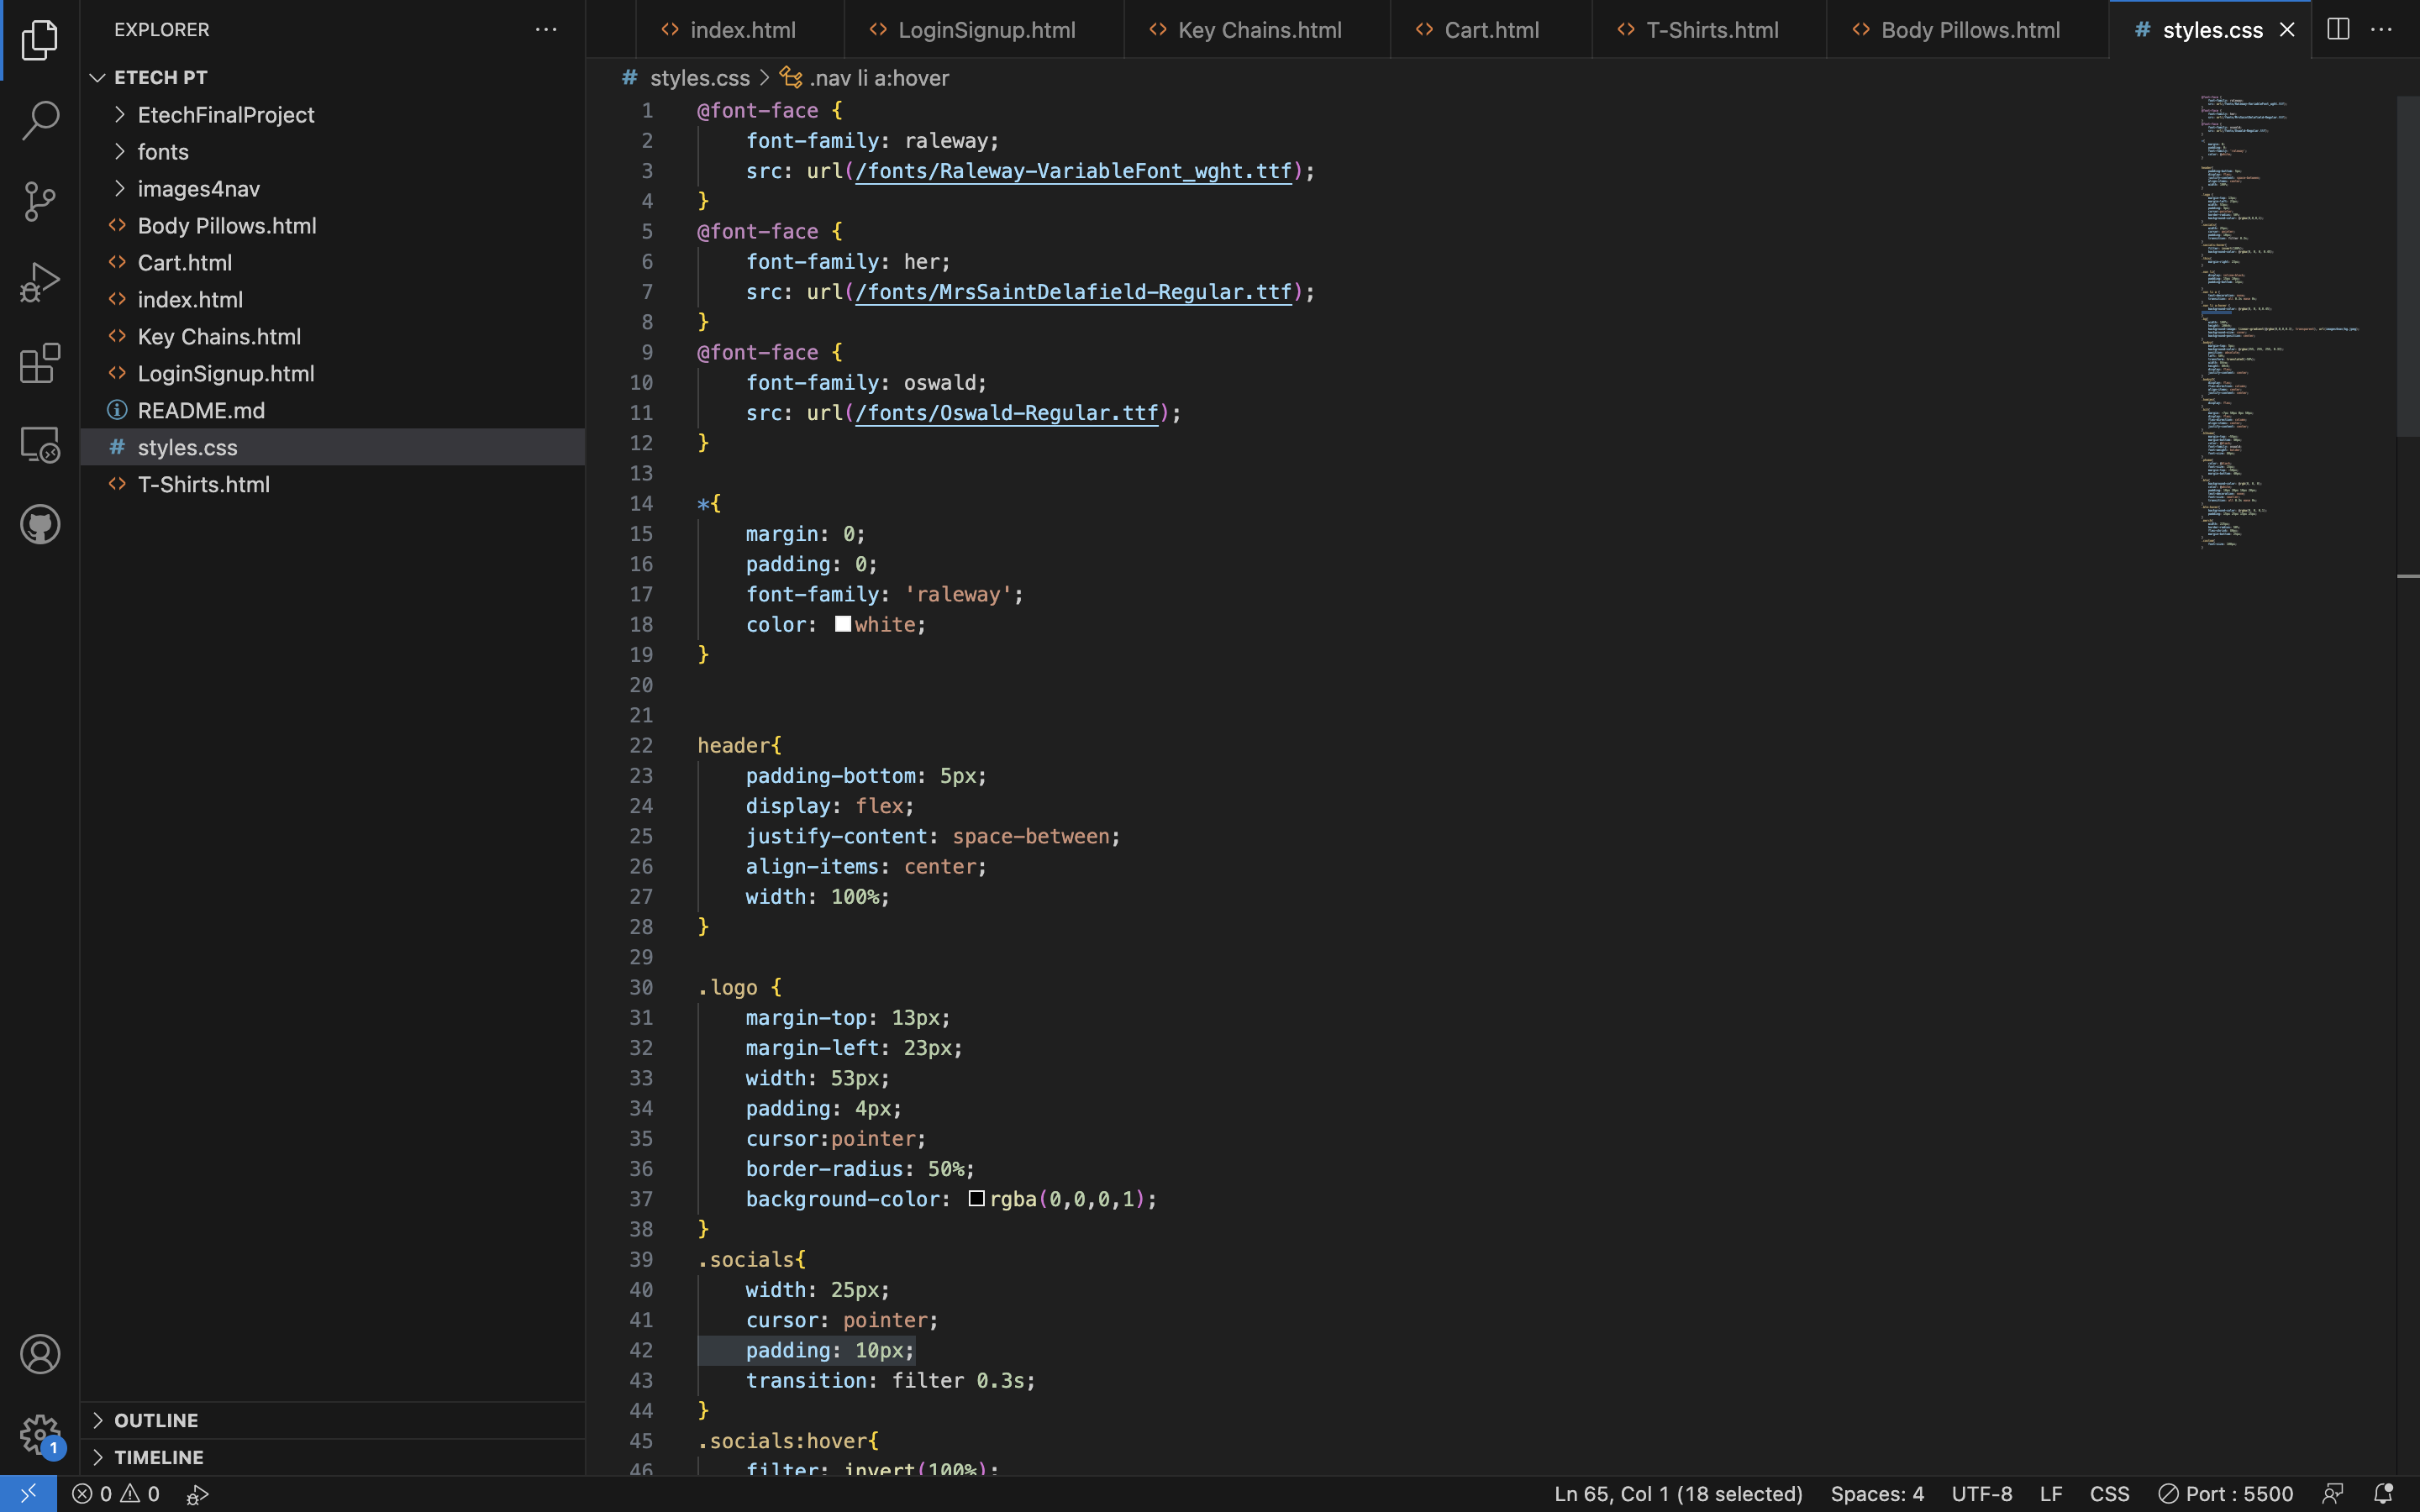 EXPLORER
ETECH PT
EtechFinalProject
fonts
images4nav
Body Pillows.html
Cart.html
index.html
Key Chains.html
LoginSignup.html
README.md
# styles.css
T-Shirts.html
OUTLINE
TIMELINE
index.html
LoginSignup.html
Key Chains.html
Cart.html
T-Shirts.html
Body Pillows.html
# styles.css
# styles.css > .nav li a:hover
1 @font-face {
2 font-family: raleway;
3 src: url(/fonts/Raleway-VariableFont_wght.ttf);
4 }
5 @font-face {
6 font-family: her;
7 src: url(/fonts/MrsSaintDelafield-Regular.ttf);
8 }
9 @font-face {
10 font-family: oswald;
11 src: url(/fonts/Oswald-Regular.ttf);
12 }
13
14 *{
15 margin: 0;
16 padding: 0;
17 font-family: 'raleway';
18 color: white;
19 }
20
21
22 header{
23 padding-bottom: 5px;
24 display: flex;
25 justify-content: space-between;
26 align-items: center;
27 width: 100%;
28 }
29
30 .logo {
31 margin-top: 13px;
32 margin-left: 23px;
33 width: 53px;
34 padding: 4px;
35 cursor:pointer;
36 border-radius: 50%;
37 background-color: rgba(0,0,0,1);
38 }
39 .socials{
40 width: 25px;
41 cursor: pointer;
42 padding: 10px;
43 transition: filter 0.3s;
44 }
45 .socials:hover{
46 filter: invert(100%);
1
0 0
Ln 65, Col 1 (18 selected)
Spaces: 4
UTF-8
LF
CSS
Port : 5500